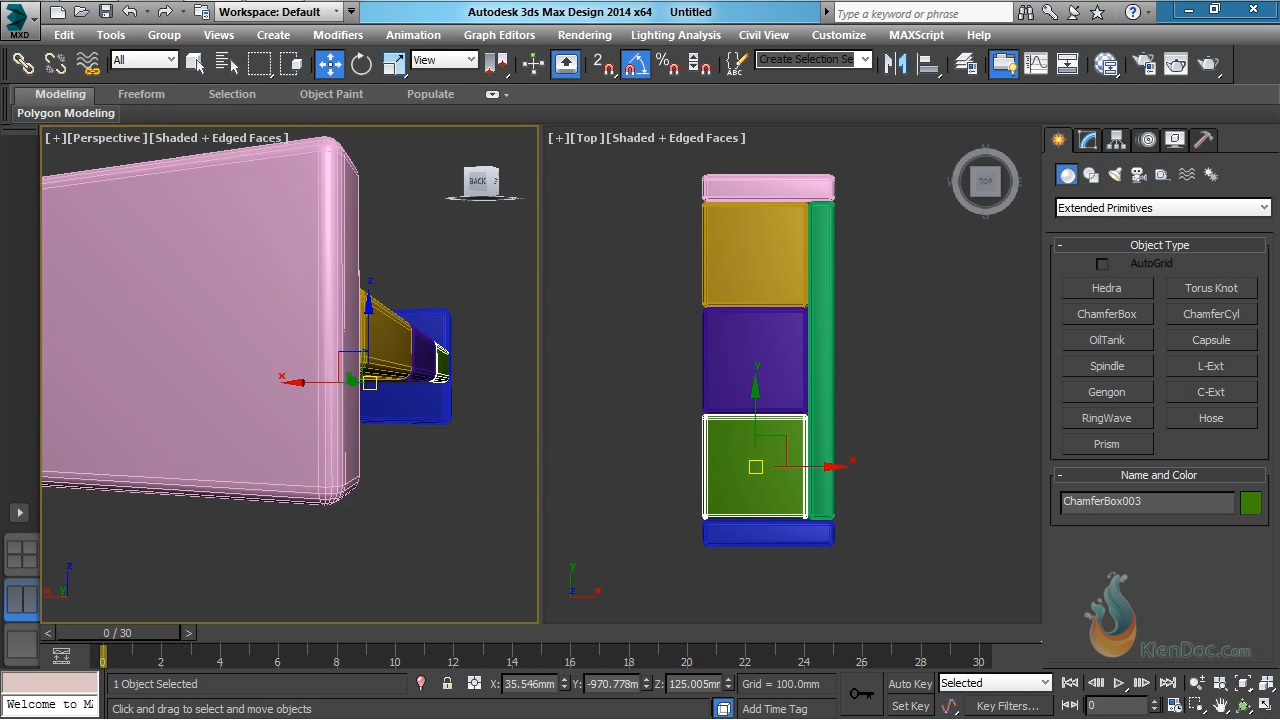 MXD
Workspace: Default
Autodesk 3ds Max Design 2014 x64 Untitled
Type a keyword or phrase
Edit Tools Group Views Create Modifiers Animation Graph Editors Rendering Lighting Analysis Civil View Customize MAXScript Help
All View 2 % ABC Create Selection Se
Modeling Freeform Selection Object Paint Populate
Polygon Modeling
[+][Perspective][Shaded + Edged Faces]
BACK
z
x
z
x y
[+][Top][Shaded + Edged Faces]
TOP
y
x
y
z x
Extended Primitives
- Object Type
AutoGrid
Hedra Torus Knot
ChamferBox ChamferCyl
OilTank Capsule
Spindle L-Ext
Gengon C-Ext
RingWave Hose
Prism
- Name and Color
ChamferBox003
KienDoc.com
< 0 / 30 >
0 2 4 6 8 10 12 14 16 18 20 22 24 26 28 30
1 Object Selected X: 35.546mm Y: -970.778m Z: 125.005mm Grid = 100.0mm Auto Key Selected
Welcome to MA Click and drag to select and move objects Add Time Tag Set Key Key Filters... 0